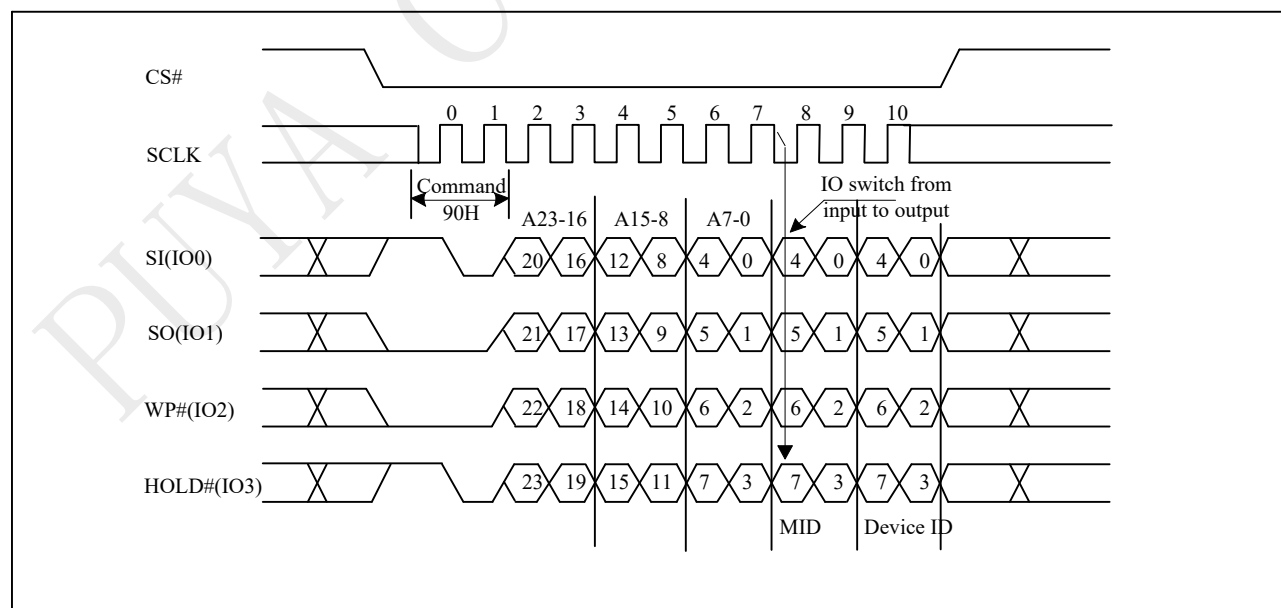 PUYA
CS#
0 1 2 3 4 5 6 7 8 9 10
SCLK
Command
90H
IO switch from
input to output
A23-16 A15-8 A7-0
SI(IO0) 20 16 12 8 4 0 4 0 4 0
SO(IO1) 21 17 13 9 5 1 5 1 5 1
WP#(IO2) 22 18 14 10 6 2 6 2 6 2
HOLD#(IO3) 23 19 15 11 7 3 7 3 7 3
MID Device ID